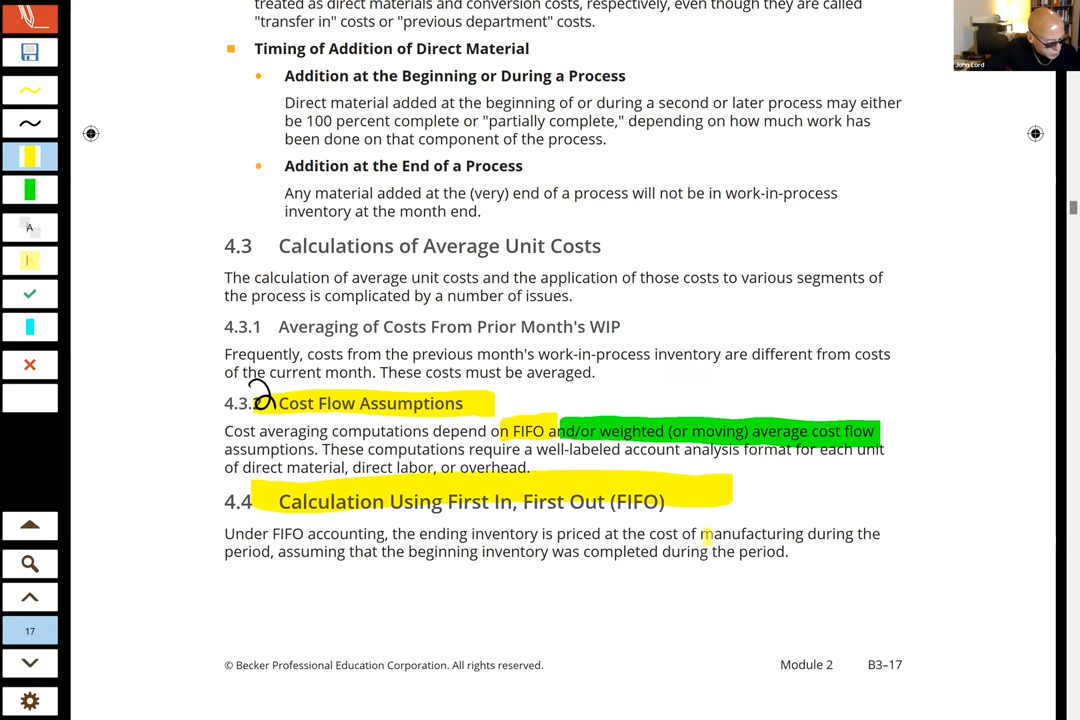 treated as direct materials and conversion costs, respectively, even though they are called
"transfer in" costs or "previous department" costs.
Timing of Addition of Direct Material
Addition at the Beginning or During a Process
Direct material added at the beginning of or during a second or later process may either
be 100 percent complete or "partially complete," depending on how much work has
been done on that component of the process.
Addition at the End of a Process
Any material added at the (very) end of a process will not be in work-in-process
inventory at the month end.
4.3 Calculations of Average Unit Costs
The calculation of average unit costs and the application of those costs to various segments of
the process is complicated by a number of issues.
4.3.1 Averaging of Costs From Prior Month's WIP
Frequently, costs from the previous month's work-in-process inventory are different from costs
of the current month. These costs must be averaged.
4.3.2 Cost Flow Assumptions
Cost averaging computations depend on FIFO and/or weighted (or moving) average cost flow
assumptions. These computations require a well-labeled account analysis format for each unit
of direct material, direct labor, or overhead.
4.4 Calculation Using First In, First Out (FIFO)
Under FIFO accounting, the ending inventory is priced at the cost of manufacturing during the
period, assuming that the beginning inventory was completed during the period.
© Becker Professional Education Corporation. All rights reserved.
Module 2 B3–17
John Lord
A
17